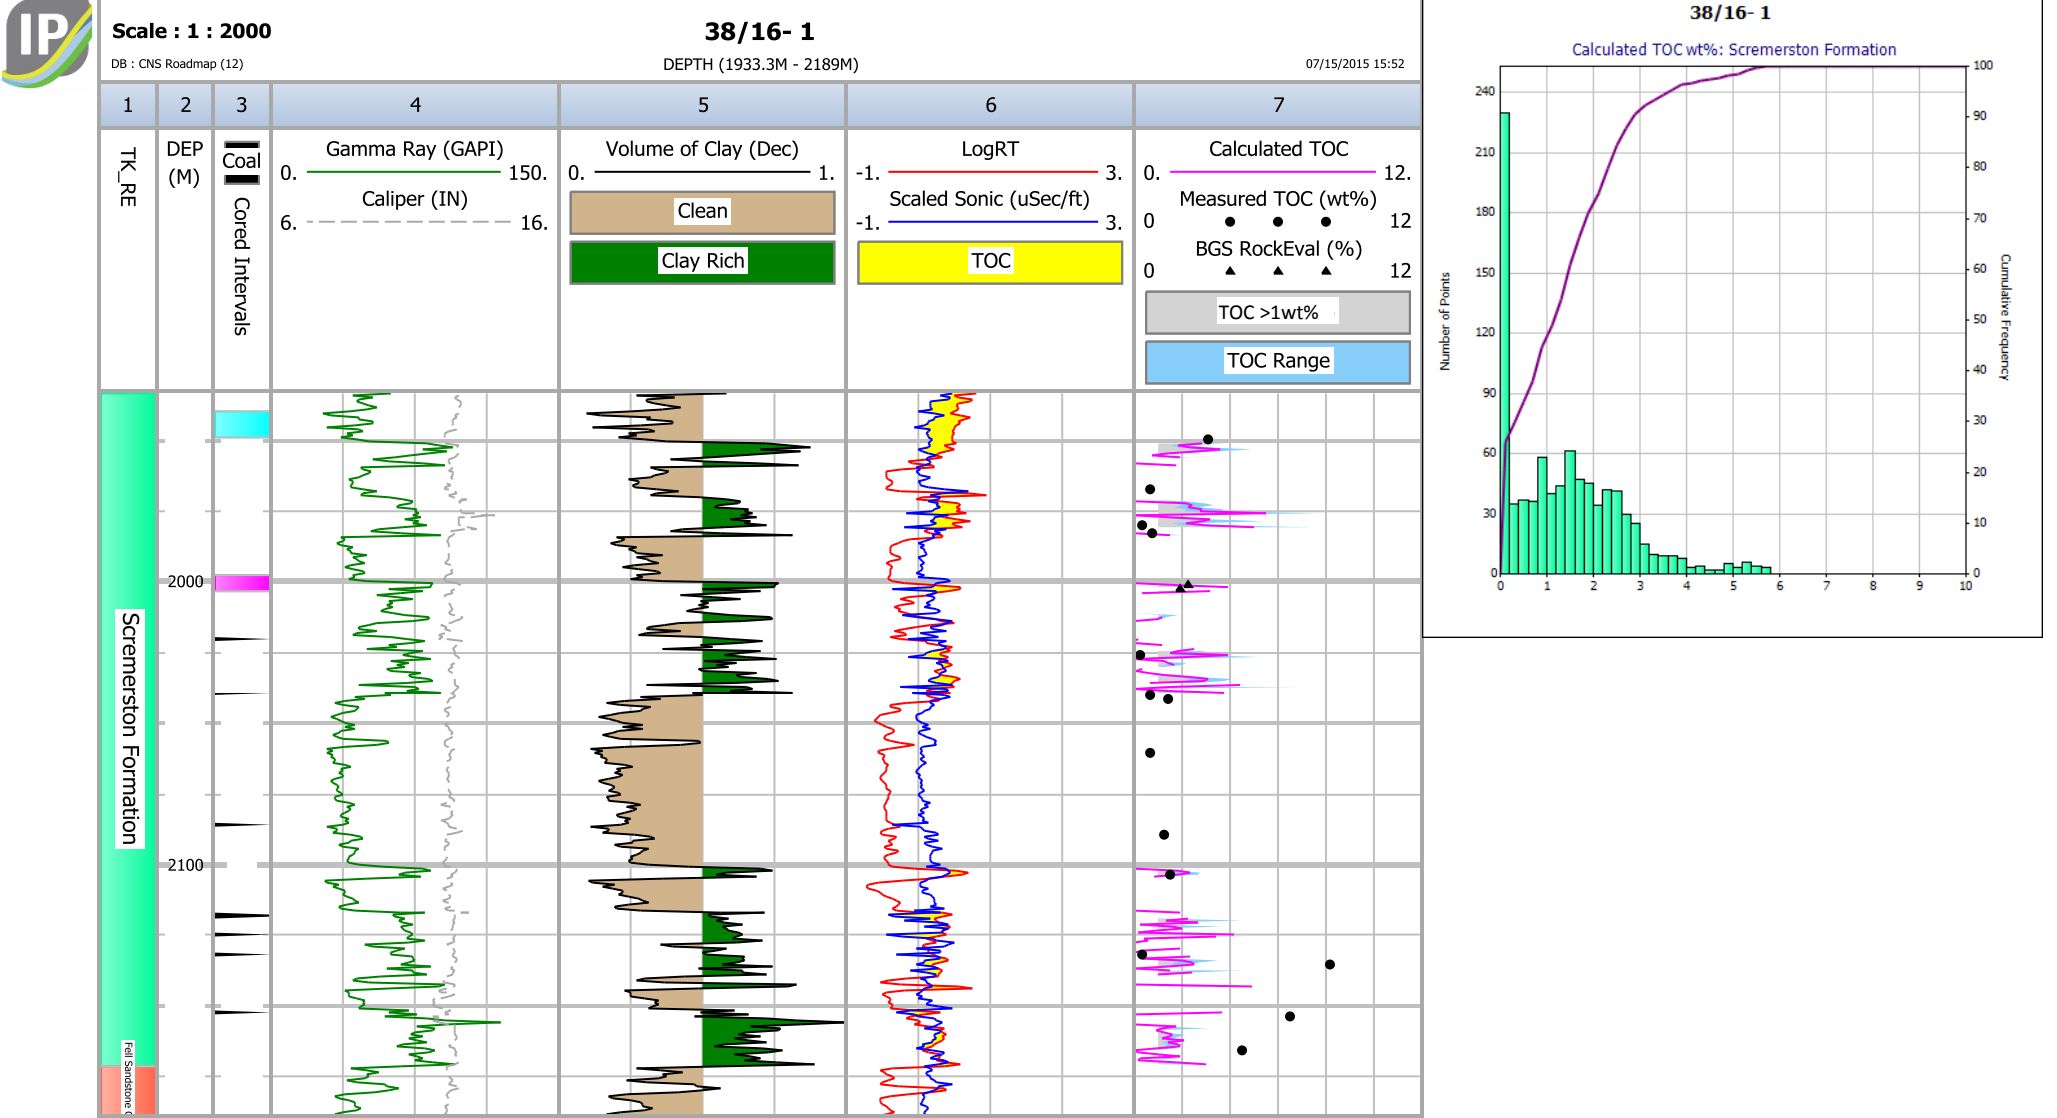 IP
Scale : 1 : 2000
38/16- 1
DB : CNS Roadmap (12)
DEPTH (1933.3M - 2189M)
07/15/2015 15:52
1 2 3 4 5 6 7
TK_RE
DEP
(M)
Coal
Cored Intervals
Gamma Ray (GAPI)
0. 150.
Caliper (IN)
6. 16.
Volume of Clay (Dec)
0. 1.
Clean
Clay Rich
LogRT
-1. 3.
Scaled Sonic (uSec/ft)
-1. 3.
TOC
Calculated TOC
0. 12.
Measured TOC (wt%)
0 12
BGS RockEval (%)
0 12
TOC >1wt%
TOC Range
Scremerston Formation
2000
2100
38/16- 1
Calculated TOC wt%: Scremerston Formation
Number of Points
240
210
180
150
120
90
60
30
0
0 1 2 3 4 5 6 7 8 9 10
100
90
80
70
60
50
40
30
20
10
0
Cumulative Frequency
Fell Sandstone